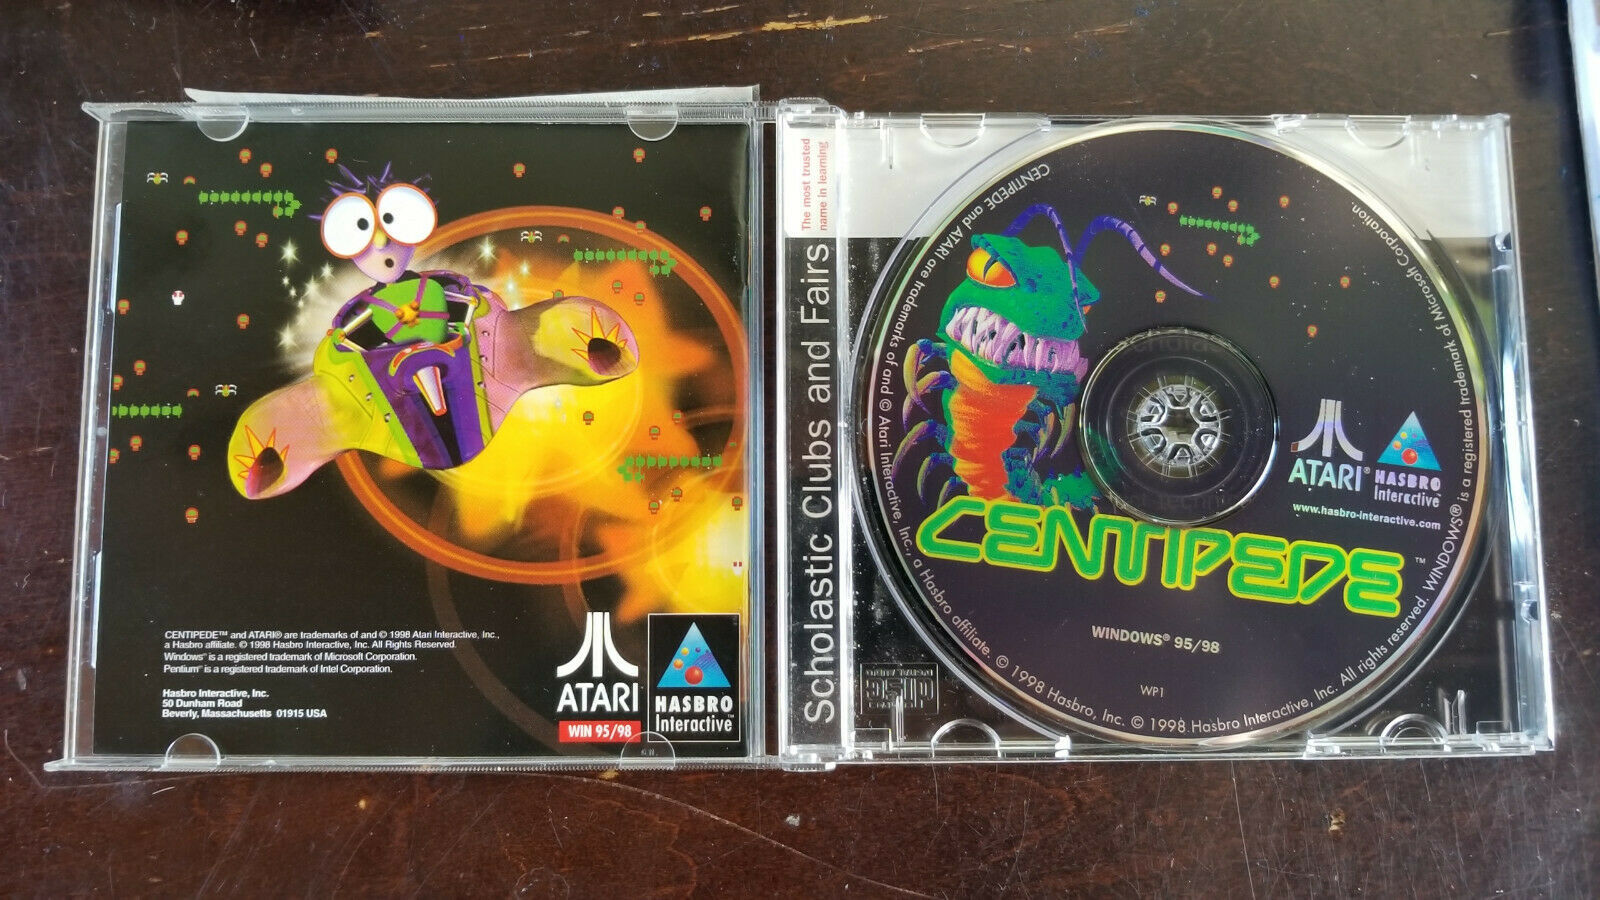 CENTIPEDE™ and ATARI® are trademarks of and © 1998 Atari Interactive, Inc.,
a Hasbro affiliate. © 1998 Hasbro Interactive, Inc. All Rights Reserved.
Windows® is a registered trademark of Microsoft Corporation.
Pentium® is a registered trademark of Intel Corporation.
Hasbro Interactive, Inc.
50 Dunham Road
Beverly, Massachusetts 01915 USA
ATARI
WIN 95/98
HASBRO
Interactive™
The most trusted
name in learning
Scholastic Clubs and Fairs
CENTIPEDE and ATARI are trademarks of and © Atari Interactive, Inc., a Hasbro affiliate. © 1998 Hasbro, Inc. © 1998 Hasbro Interactive, Inc. All rights reserved. WINDOWS® is a registered trademark of Microsoft Corporation.
ATARI®
HASBRO
Interactive™
www.hasbro-interactive.com
CENTIPEDE™
WINDOWS® 95/98
WP1